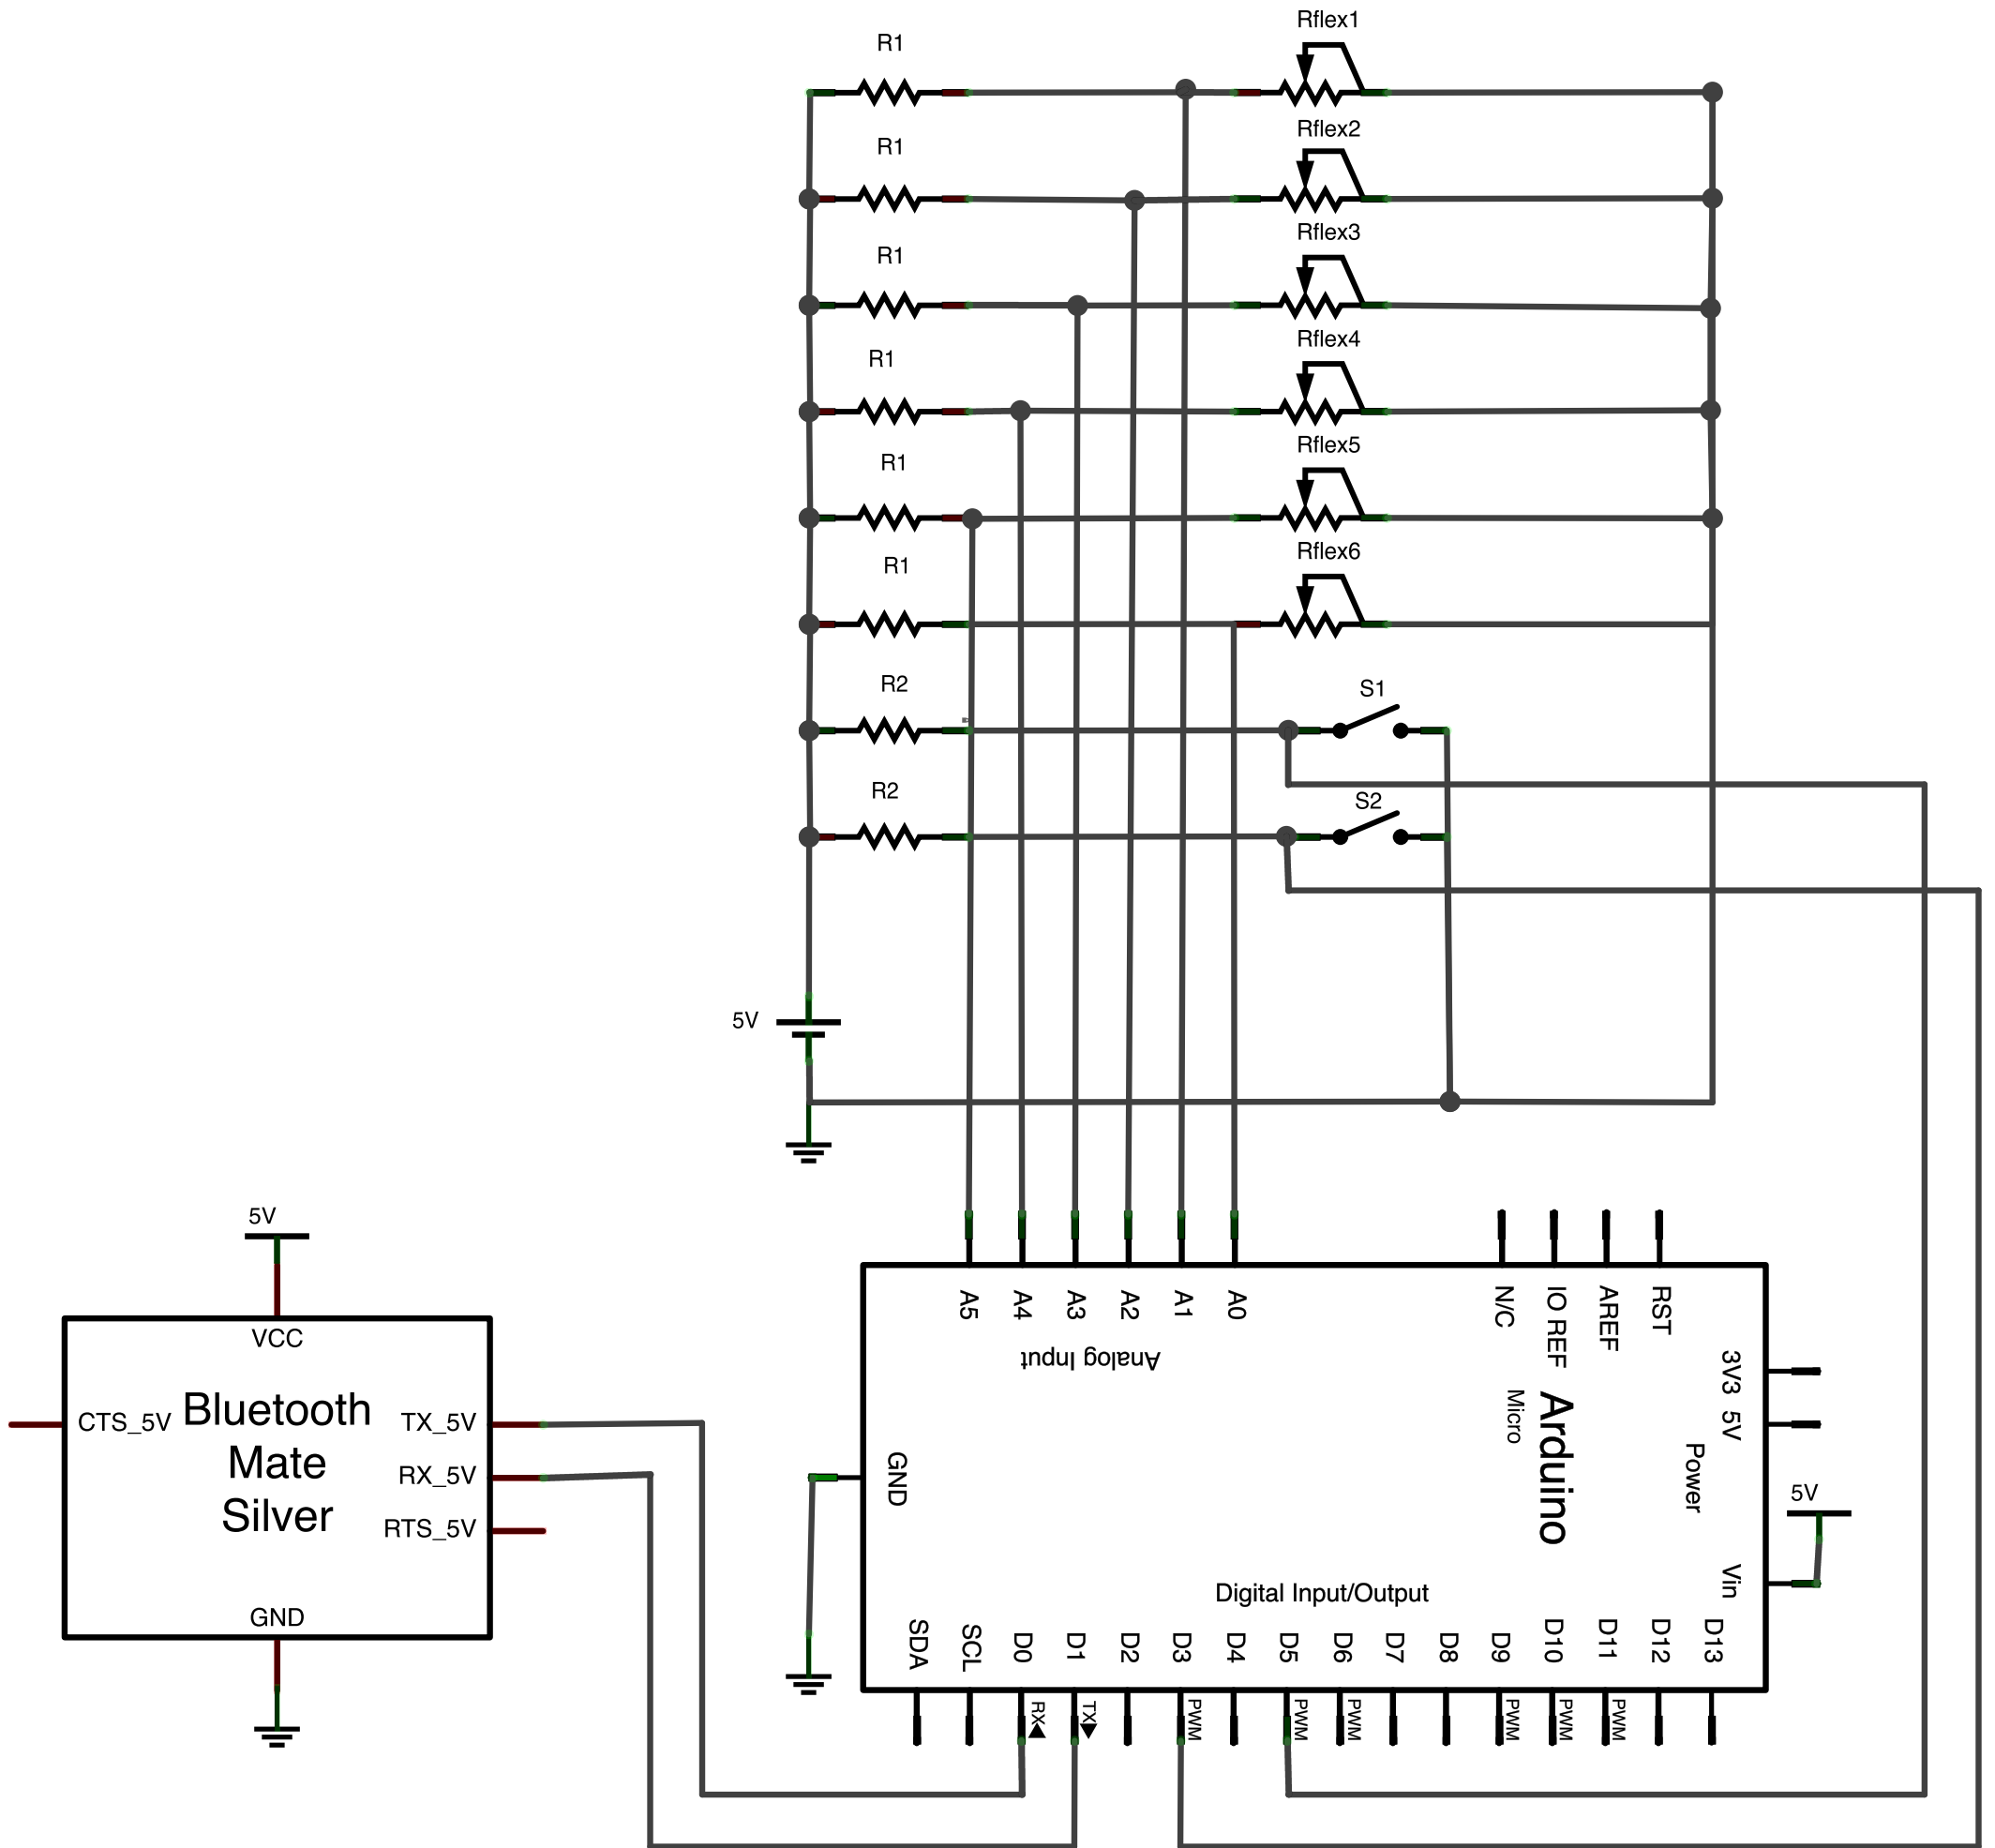 Rflex1
R1
Rflex2
R1
Rflex3
R1
Rflex4
R1
Rflex5
R1
Rflex6
R1
S1
R2
S2
R2
5V
5V
VCC
CTS_5V
Bluetooth
Mate
Silver
TX_5V
RX_5V
RTS_5V
GND
A5
A4
A3
A2
A1
A0
Analog Input
N/C
IO REF
AREF
RST
3V3
5V
Power
Micro
Arduino
GND
5V
Vin
Digital Input/Output
SDA
SCL
D0
D1
D2
D3
D4
D5
D6
D7
D8
D9
D10
D11
D12
D13
RX
TX
PWM
PWM
PWM
PWM
PWM
PWM